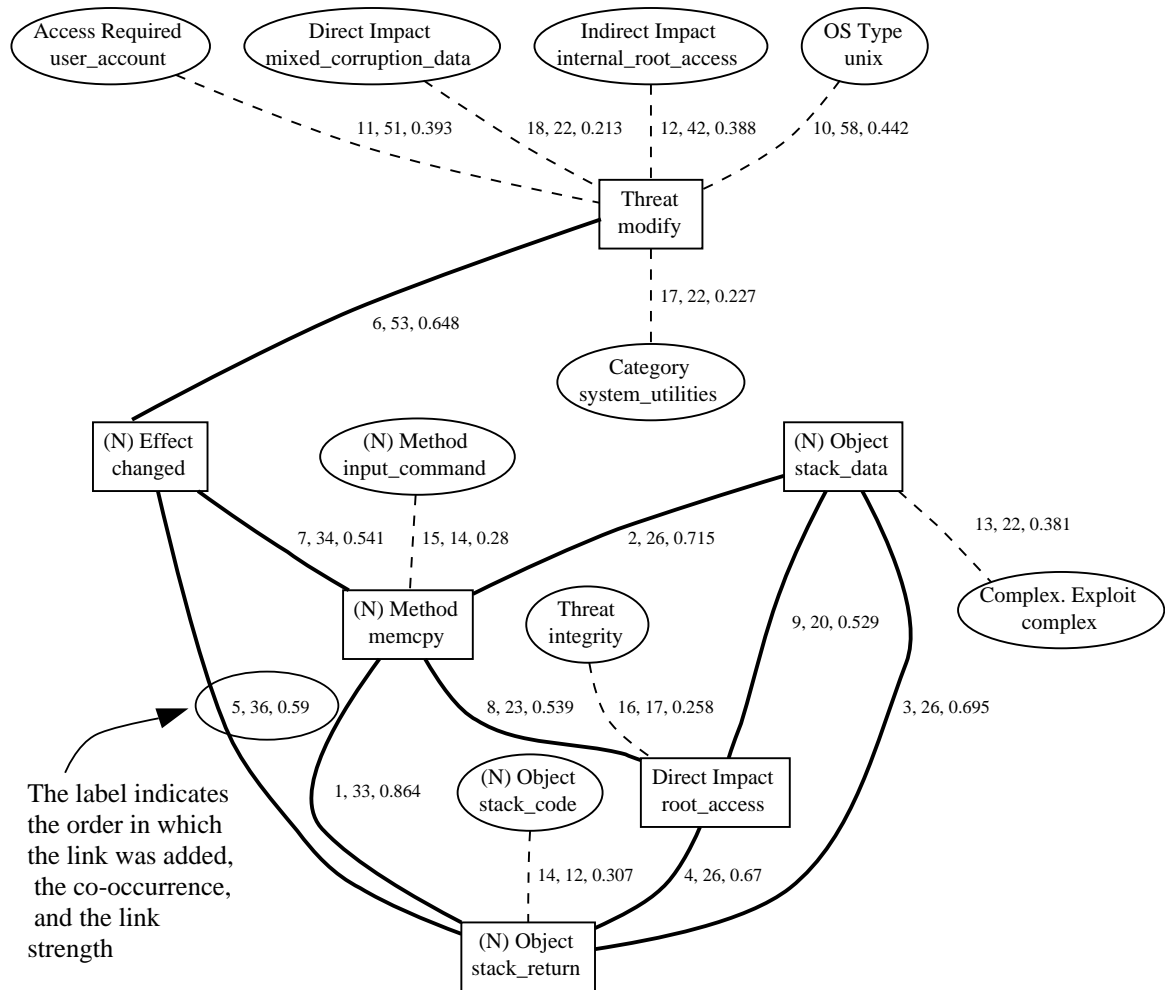 Access Required
user_account
Direct Impact
mixed_corruption_data
Indirect Impact
internal_root_access
OS Type
unix
11, 51, 0.393
18, 22, 0.213
12, 42, 0.388
10, 58, 0.442
Threat
modify
17, 22, 0.227
6, 53, 0.648
Category
system_utilities
(N) Effect
changed
(N) Method
input_command
(N) Object
stack_data
7, 34, 0.541
15, 14, 0.28
2, 26, 0.715
13, 22, 0.381
(N) Method
memcpy
Threat
integrity
9, 20, 0.529
Complex. Exploit
complex
5, 36, 0.59
8, 23, 0.539
16, 17, 0.258
3, 26, 0.695
The label indicates
the order in which
the link was added,
the co-occurrence,
and the link
strength
1, 33, 0.864
(N) Object
stack_code
Direct Impact
root_access
14, 12, 0.307
4, 26, 0.67
(N) Object
stack_return